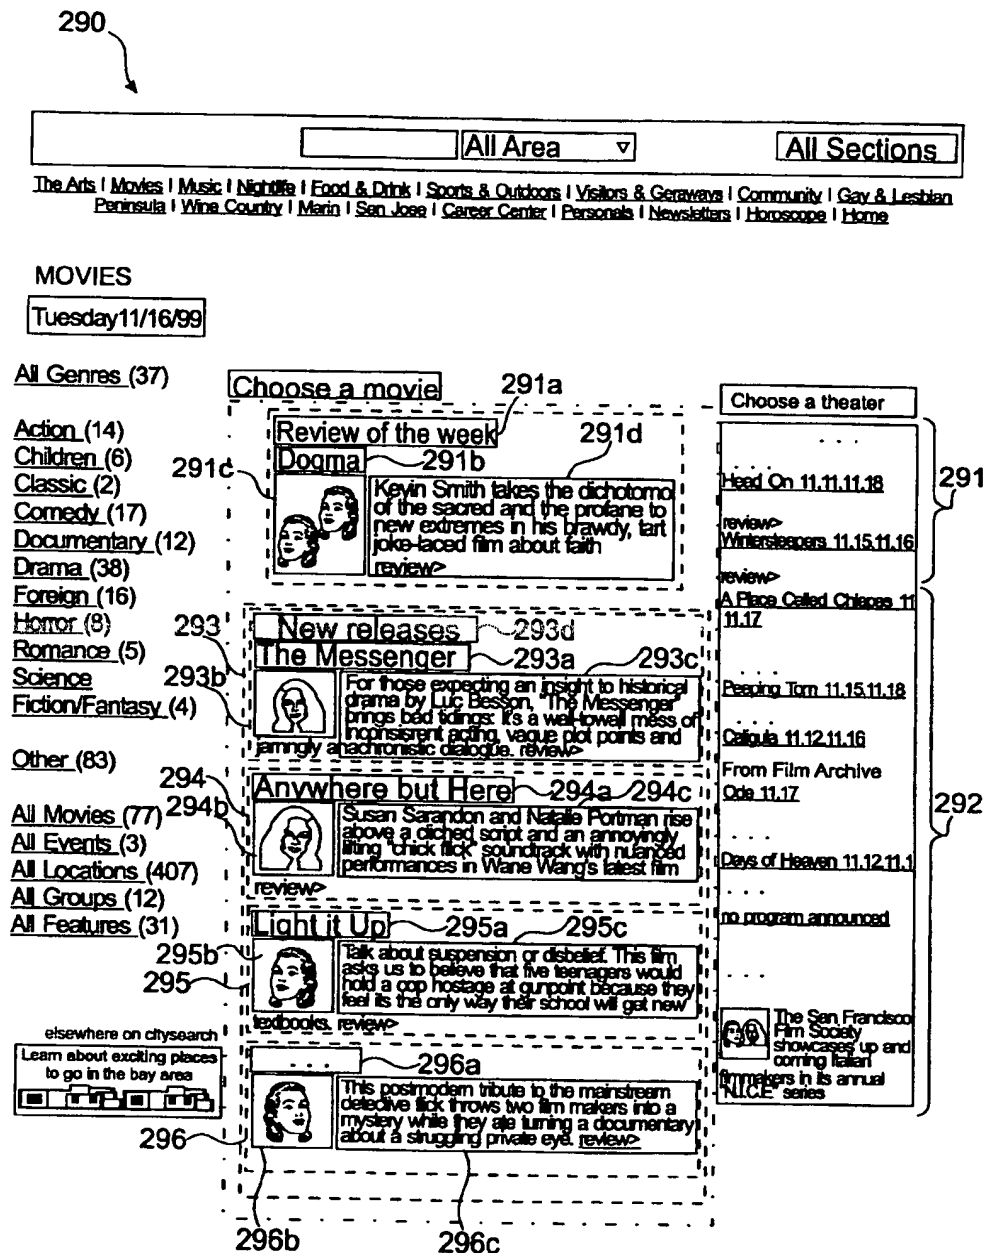 290
All Area
All Sections
The Arts | Movies | Music | Nightlife | Food & Drink | Sports & Outdoors | Visitors & Geraways | Community | Gay & Lesbian
Peninsula | Wine Country | Marin | San Jose | Career Center | Personals | Newsletters | Horoscope | Home
MOVIES
Tuesday11/16/99
All Genres (37)
Action (14)
Children (6)
Classic (2)
Comedy (17)
Documentary (12)
Drama (38)
Foreign (16)
Horror (8)
Romance (5)
Science
Fiction/Fantasy (4)
Other (83)
All Movies (77)
All Events (3)
All Locations (407)
All Groups (12)
All Features (31)
elsewhere on citysearch
Learn about exciting places
to go in the bay area
Choose a movie
291a
Review of the week
291d
Dogma
291b
291c
Kevin Smith takes the dichotomo
of the sacred and the profane to
new extremes in his brawdy, tart
joke-laced film about faith
review>
293
New releases
293d
The Messenger
293a
293c
293b
For those expecting an insight to historical
drama by Luc Besson, "The Messenger"
brings bad tidings: It's a wall-towall mess of
inconsisrent acting, vaque plot points and
jarringly anachronistic dialogue. review>
294
Anywhere but Here
294a
294c
294b
Susan Sarandon and Natalie Portman rise
above a cliched script and an annoyingly
lilting "chick flick" soundtrack with nuanced
performances in Wane Wang's latest film
review>
Light it Up
295a
295c
295b
295
Talk about suspension or disbelief. This film
asks us to believe that five teenagers would
hold a cop hostage at gunpoint because they
feel its the only way their school will get new
textbooks. review>
. . .
296a
This postmodern tribute to the mainstream
detective flick throws two film makers into a
mystery while they ate turning a documentary
about a struggling private eye. review>
296
296b
296c
Choose a theater
. . .
. . . .
Head On 11.11.11.18
review>
Wintersleepers 11.15.11.16
review>
A Place Called Chiapas 11
11.17
. . . .
Peeping Tom 11.15.11.18
. . . .
Caligula 11.12.11.16
From Film Archive
Ode 11.17
. . . .
Days of Heaven 11.12.11.1
. . . .
no program announced
. . . .
The San Francisco
Film Society
showcases up and
coming Italian
filmmakers in its annual
"N.I.C.E" series
291
292